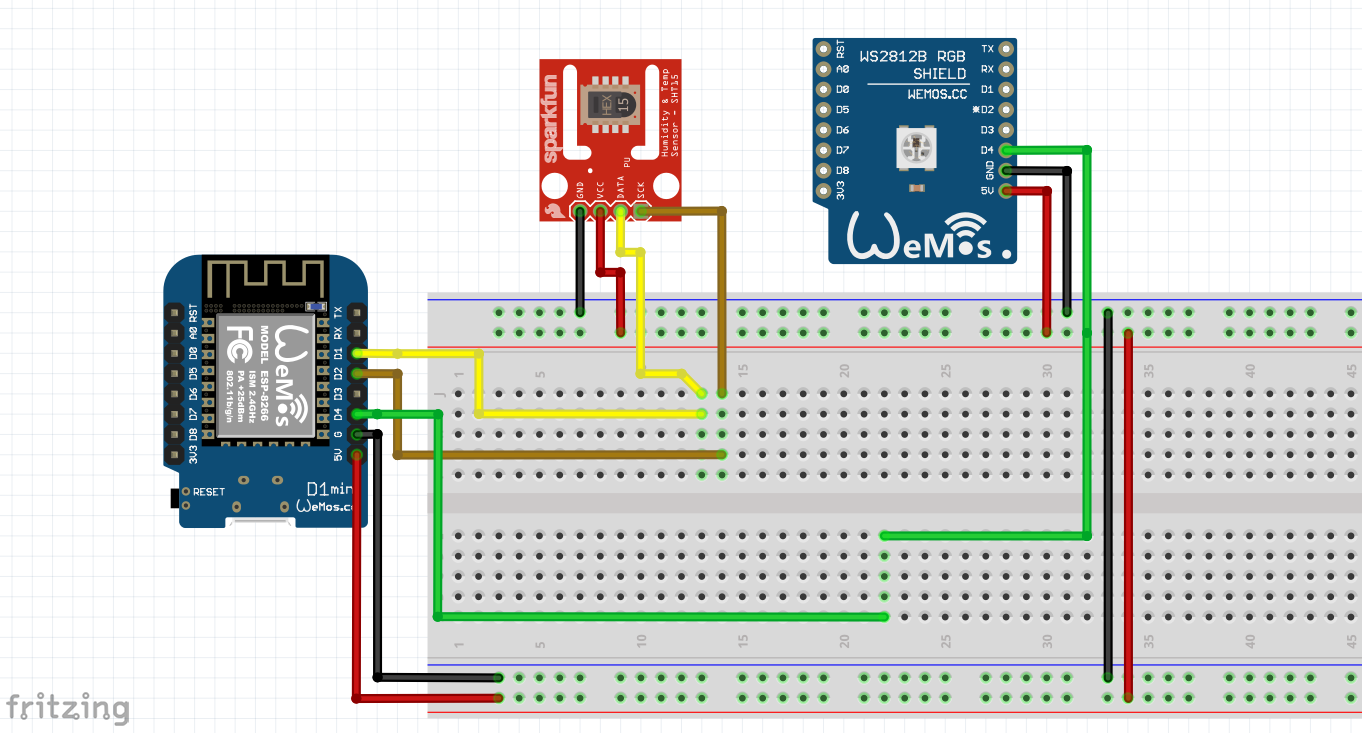 WS2812B RGB
SHIELD
WEMOS.CC
RST
A0
D0
D5
D6
D7
D8
3V3
TX
RX
D1
*D2
D3
D4
GND
5V
WeMos.
sparkfun
HEX
15
Humidity & Temp
Sensor - SHT15
PU
GND
VCC
DATA
SCK
RST
A0
D0
D5
D6
D7
D8
3V3
TX
RX
D1
D2
D3
D4
G
5V
WeMos
MODEL ESP-8266
ISM 2.4GHz
PA +25dBm
802.11b/g/n
FC
RESET
D1 min
WeMos.c
1 5 10 15 20 25 30 35 40 45
J
1 5 10 15 20 25 30 35 40 45
fritzing